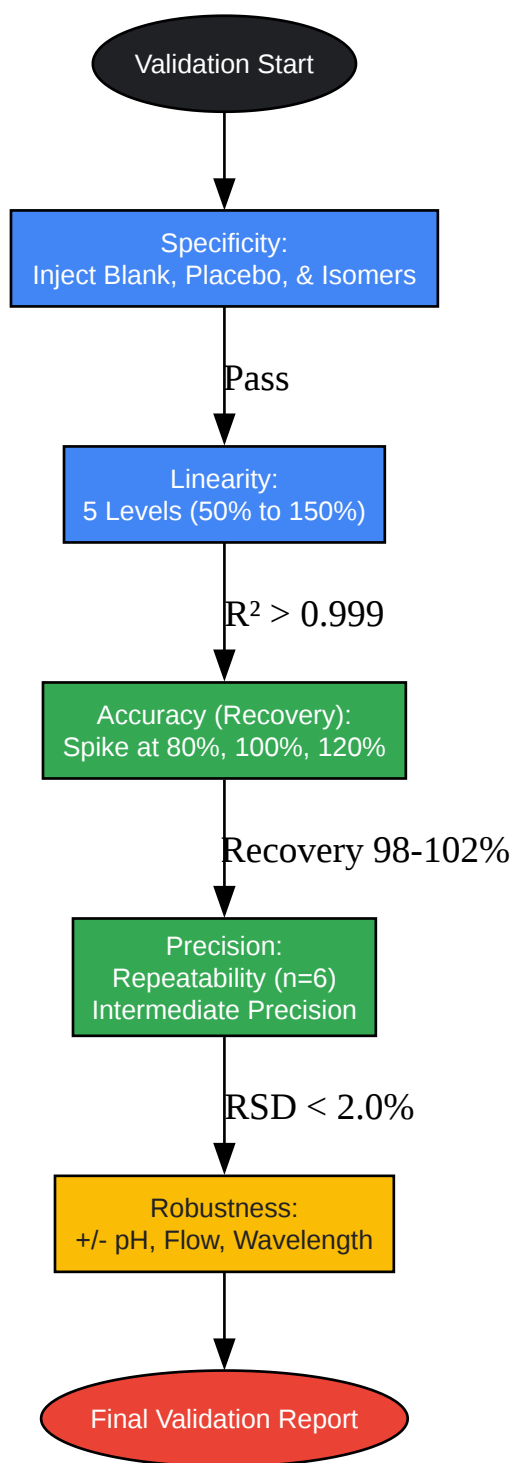 Validation Start
Specificity:
Inject Blank, Placebo, & Isomers
Pass
Linearity:
5 Levels (50% to 150%)
R² > 0.999
Accuracy (Recovery):
Spike at 80%, 100%, 120%
Recovery 98-102%
Precision:
Repeatability (n=6)
Intermediate Precision
RSD < 2.0%
Robustness:
+/- pH, Flow, Wavelength
Final Validation Report